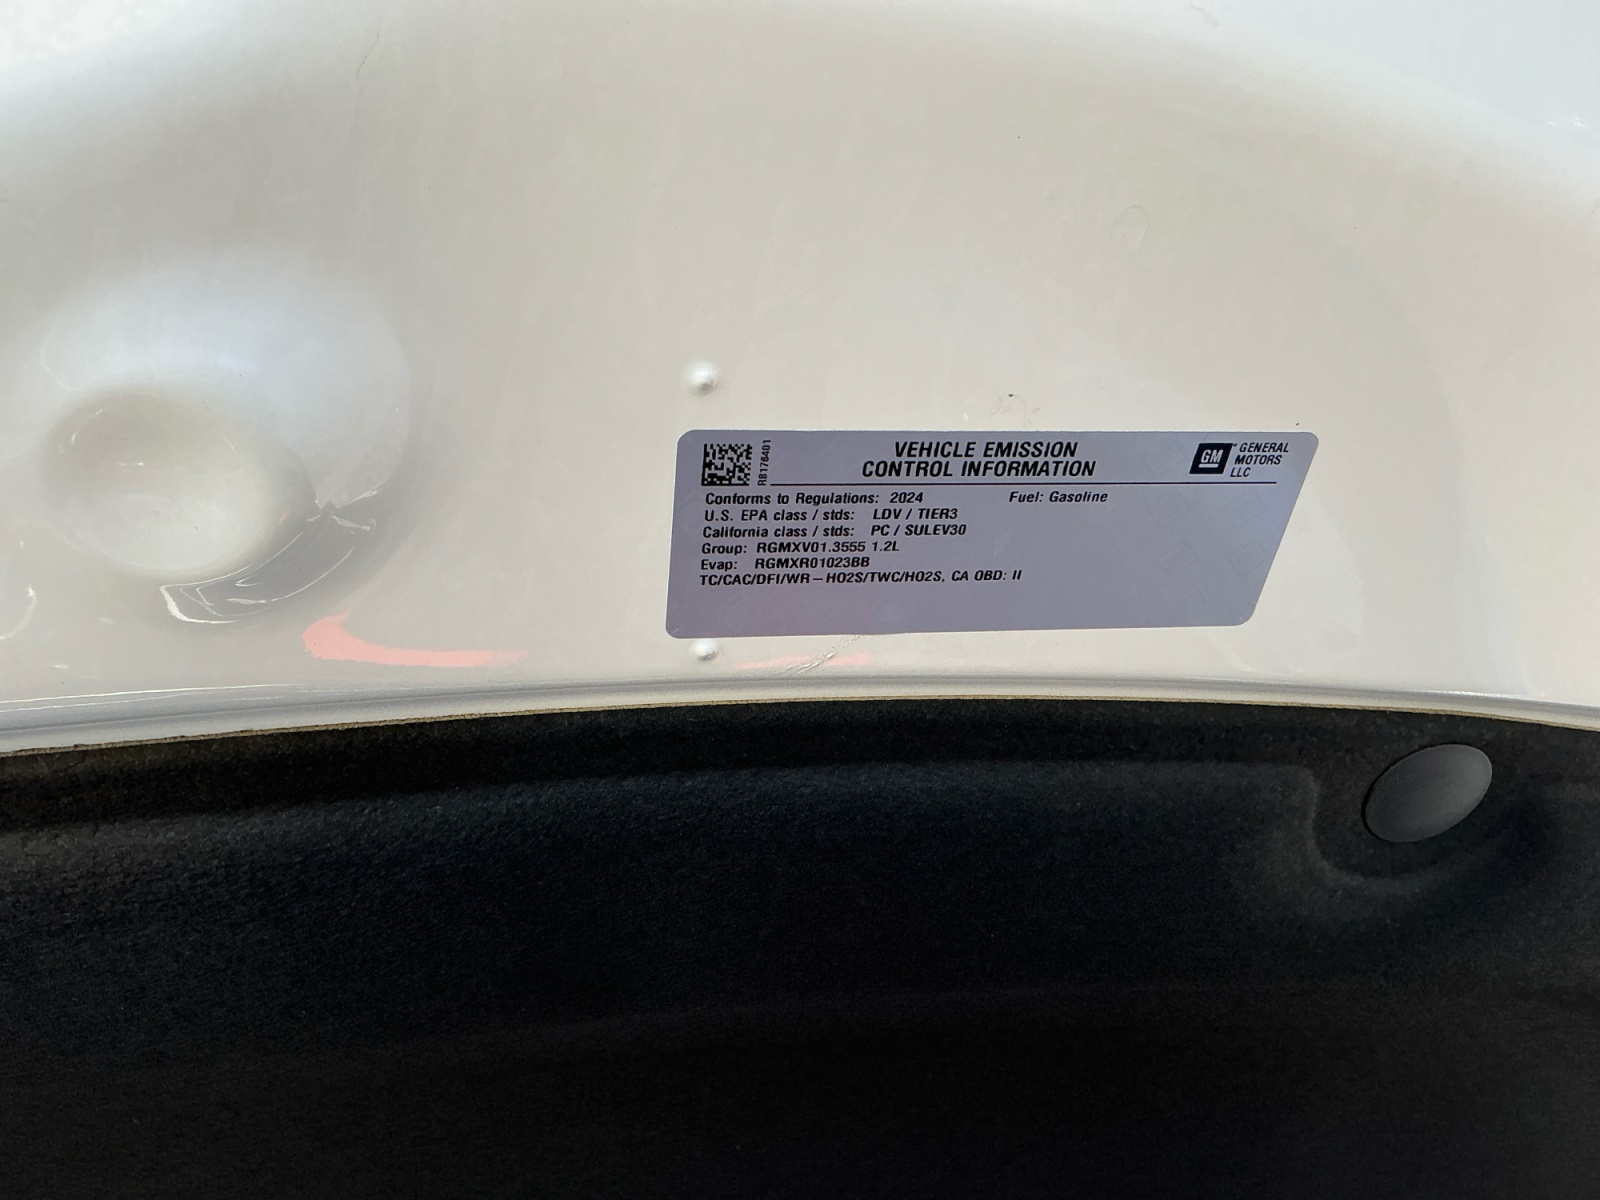 RB176401
VEHICLE EMISSION
CONTROL INFORMATION
GM
GENERAL
MOTORS
LLC
Conforms to Regulations: 2024 Fuel: Gasoline
U.S. EPA class / stds: LDV / TIER3
California class / stds: PC / SULEV30
Group: RGMXV01.3555 1.2L
Evap: RGMXR01023BB
TC/CAC/DFI/WR-HO2S/TWC/HO2S, CA OBD: II